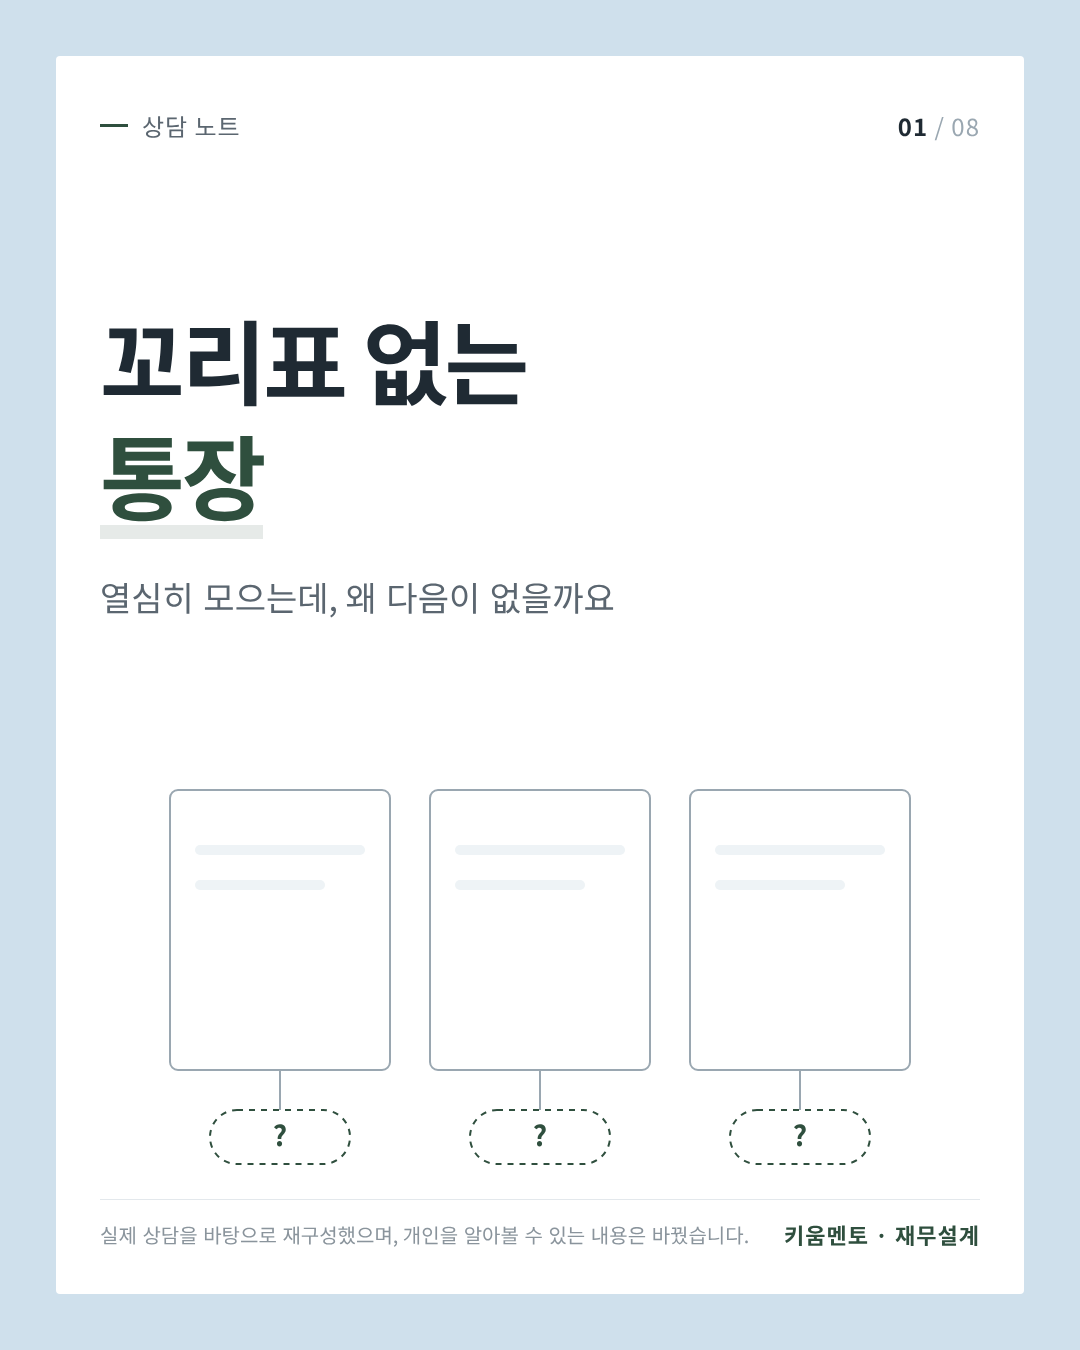 상담 노트
01 / 08
꼬리표 없는
통장
열심히 모으는데, 왜 다음이 없을까요
? ? ?
실제 상담을 바탕으로 재구성했으며, 개인을 알아볼 수 있는 내용은 바꿨습니다.
키움멘토 · 재무설계